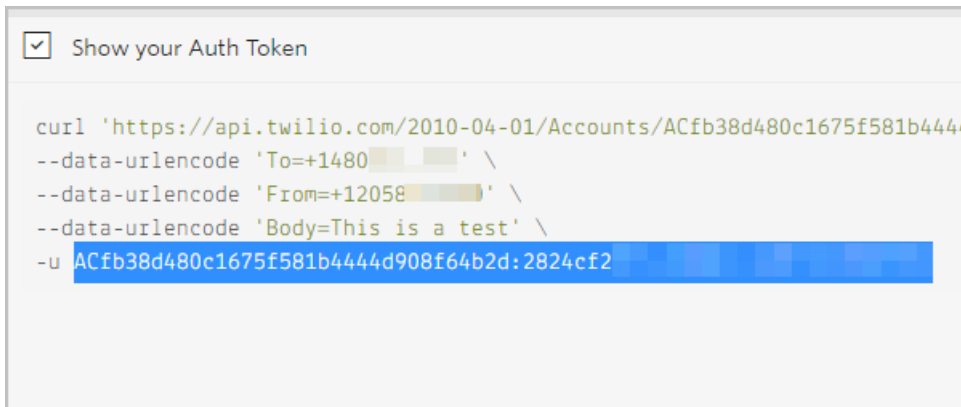 Show your Auth Token
curl 'https://api.twilio.com/2010-04-01/Accounts/ACfb38d480c1675f581b4444
--data-urlencode 'To=+1480 ' \
--data-urlencode 'From=+12058 ' \
--data-urlencode 'Body=This is a test' \
-u ACfb38d480c1675f581b4444d908f64b2d:2824cf2